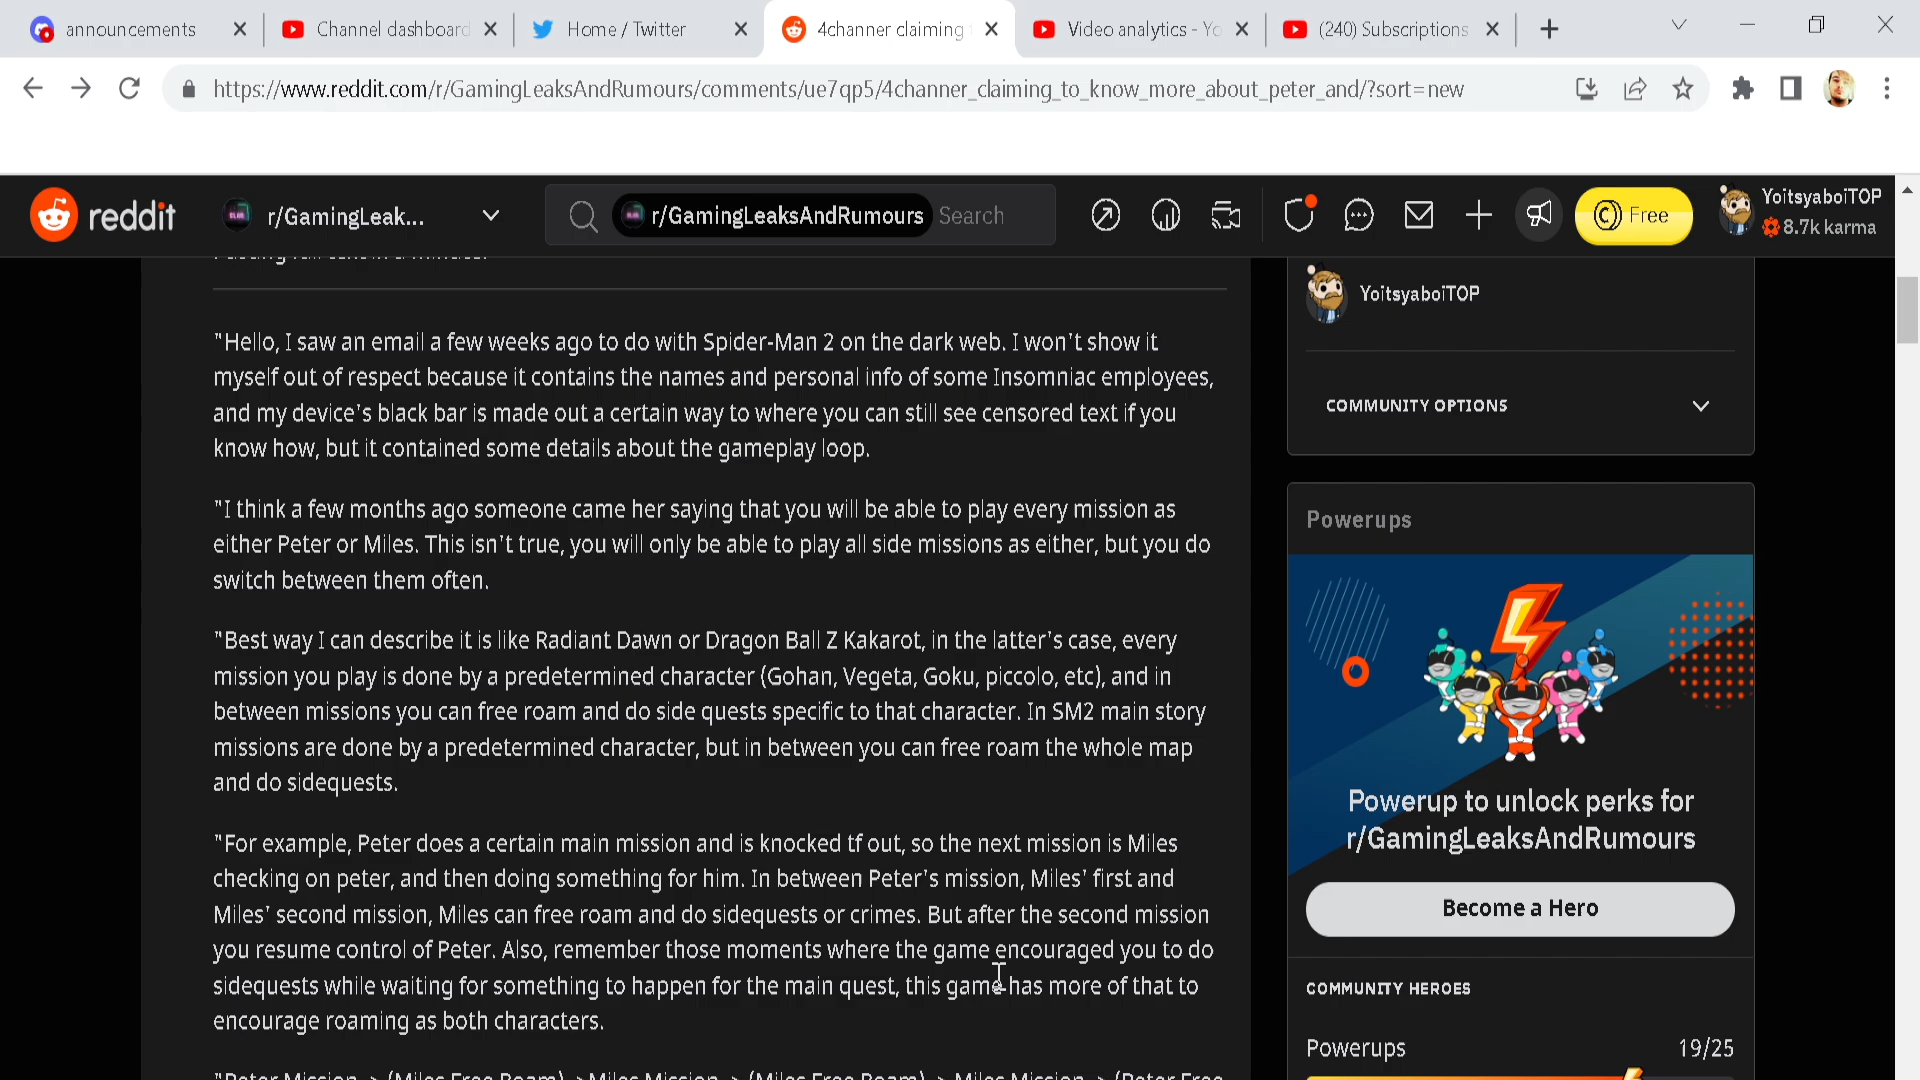 announcements
Channel dashboard
Home / Twitter
4channer claiming
Video analytics - Yo
(240) Subscriptions
https://www.reddit.com/r/GamingLeaksAndRumours/comments/ue7qp5/4channer_claiming_to_know_more_about_peter_and/?sort=new
reddit
r/GamingLeak...
r/GamingLeaksAndRumours
Search
Free
YoitsyaboiTOP
8.7k karma
"Hello, I saw an email a few weeks ago to do with Spider-Man 2 on the dark web. I won't show it
myself out of respect because it contains the names and personal info of some Insomniac employees,
and my device's black bar is made out a certain way to where you can still see censored text if you
know how, but it contained some details about the gameplay loop.
"I think a few months ago someone came her saying that you will be able to play every mission as
either Peter or Miles. This isn't true, you will only be able to play all side missions as either, but you do
switch between them often.
"Best way I can describe it is like Radiant Dawn or Dragon Ball Z Kakarot, in the latter's case, every
mission you play is done by a predetermined character (Gohan, Vegeta, Goku, piccolo, etc), and in
between missions you can free roam and do side quests specific to that character. In SM2 main story
missions are done by a predetermined character, but in between you can free roam the whole map
and do sidequests.
"For example, Peter does a certain main mission and is knocked tf out, so the next mission is Miles
checking on peter, and then doing something for him. In between Peter's mission, Miles' first and
Miles' second mission, Miles can free roam and do sidequests or crimes. But after the second mission
you resume control of Peter. Also, remember those moments where the game encouraged you to do
sidequests while waiting for something to happen for the main quest, this game has more of that to
encourage roaming as both characters.
"Peter Mission -> (Miles Free Roam) ->Miles Mission -> (Miles Free Roam) -> Miles Mission -> (Peter Free
YoitsyaboiTOP
COMMUNITY OPTIONS
Powerups
Powerup to unlock perks for
r/GamingLeaksAndRumours
Become a Hero
COMMUNITY HEROES
Powerups
19/25